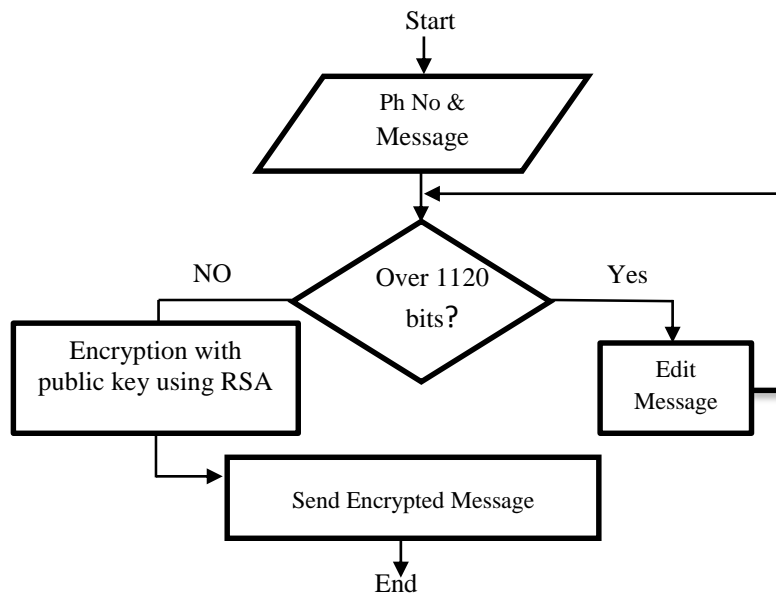 Start
Ph No &
Message
Over 1120
bits?
NO
Yes
Encryption with
public key using RSA
Edit
Message
Send Encrypted Message
End